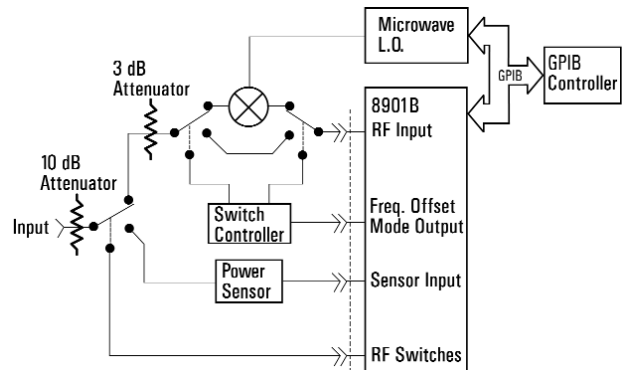 Microwave
L.O.
GPIB
GPIB
Controller
3 dB
Attenuator
8901B
RF Input
10 dB
Attenuator
Input
Switch
Controller
Freq. Offset
Mode Output
Power
Sensor
Sensor Input
RF Switches